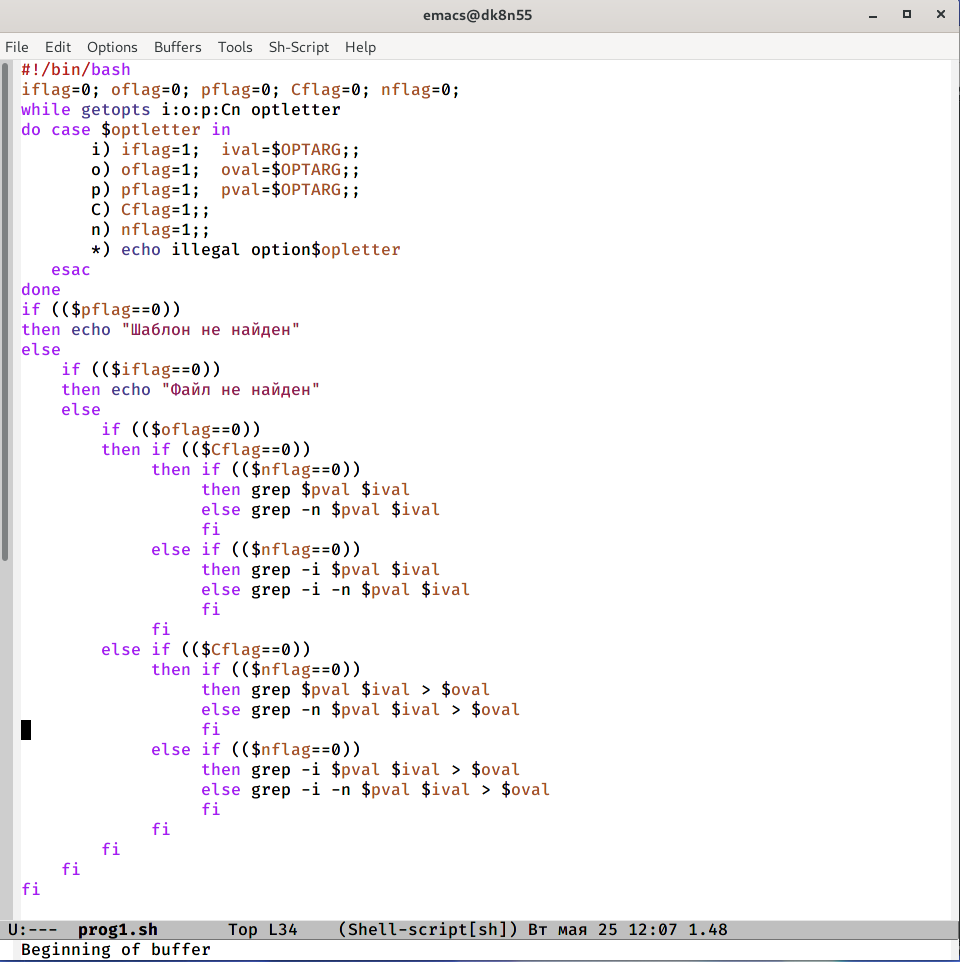 emacs@dk8n55
File Edit Options Buffers Tools Sh-Script Help
#!/bin/bash
iflag=0; oflag=0; pflag=0; Cflag=0; nflag=0;
while getopts i:o:p:Cn optletter
do case $optletter in
       i) iflag=1;  ival=$OPTARG;;
       o) oflag=1;  oval=$OPTARG;;
       p) pflag=1;  pval=$OPTARG;;
       C) Cflag=1;;
       n) nflag=1;;
       *) echo illegal option$opletter
   esac
done
if (($pflag==0))
then echo "Шаблон не найден"
else
    if (($iflag==0))
    then echo "Файл не найден"
    else
        if (($oflag==0))
        then if (($Cflag==0))
             then if (($nflag==0))
                  then grep $pval $ival
                  else grep -n $pval $ival
                  fi
             else if (($nflag==0))
                  then grep -i $pval $ival
                  else grep -i -n $pval $ival
                  fi
             fi
        else if (($Cflag==0))
             then if (($nflag==0))
                  then grep $pval $ival > $oval
                  else grep -n $pval $ival > $oval
                  fi
             else if (($nflag==0))
                  then grep -i $pval $ival > $oval
                  else grep -i -n $pval $ival > $oval
                  fi
             fi
        fi
    fi
fi
U:--- prog1.sh Top L34 (Shell-script[sh]) Вт мая 25 12:07 1.48
Beginning of buffer